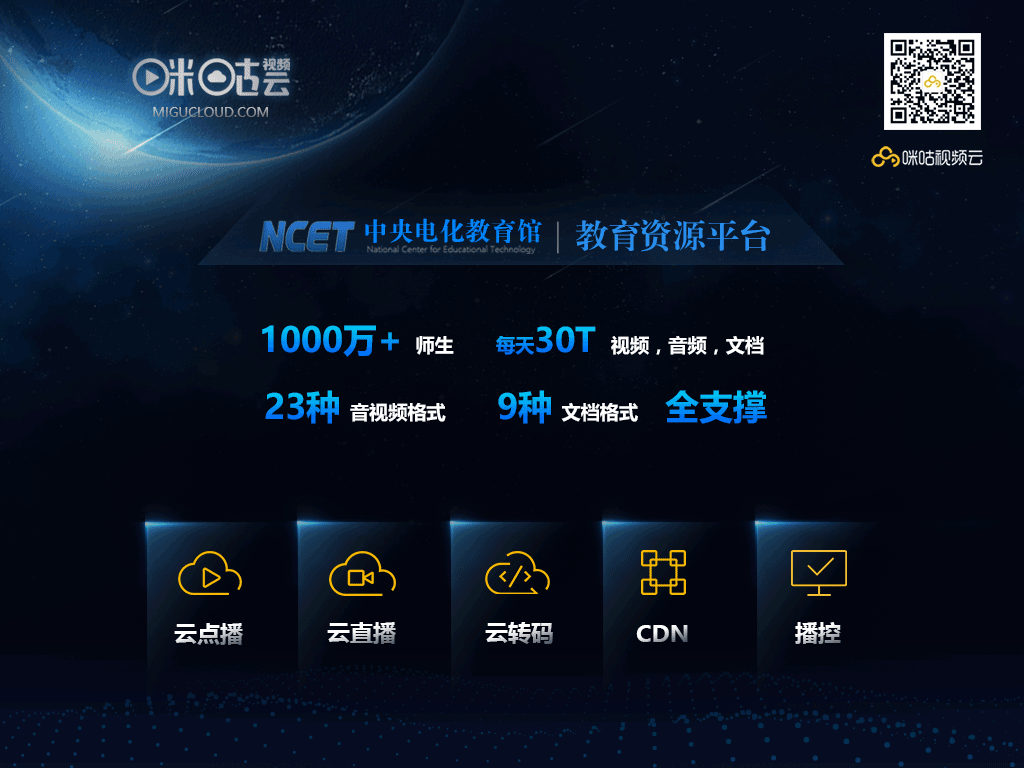 咪咕视频云
MIGUCLOUD.COM
咪咕视频云
NCET 中央电化教育馆 | 教育资源平台
National Center for Educational Technology
1000万+ 师生 每天30T 视频，音频，文档
23种 音视频格式 9种 文档格式 全支撑
云点播 云直播 云转码 CDN 播控